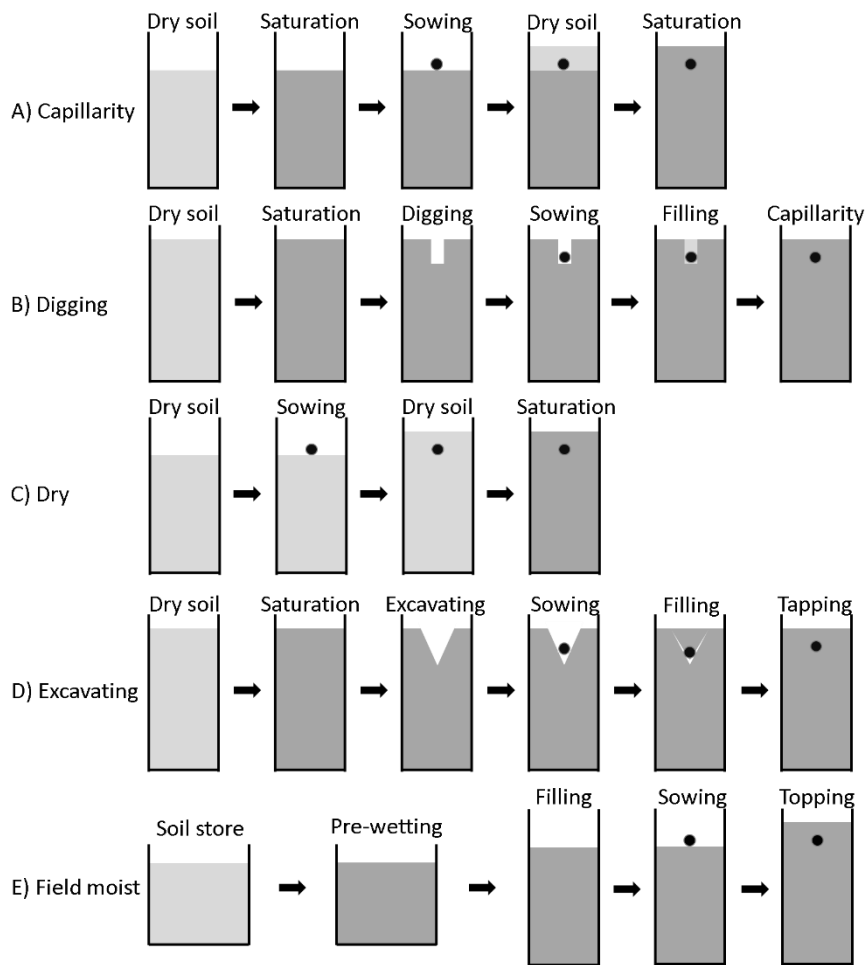 Dry soil Saturation Sowing Dry soil Saturation
A) Capillarity
Dry soil Saturation Digging Sowing Filling Capillarity
B) Digging
Dry soil Sowing Dry soil Saturation
C) Dry
Dry soil Saturation Excavating Sowing Filling Tapping
D) Excavating
Filling Sowing Topping
Soil store Pre-wetting
E) Field moist